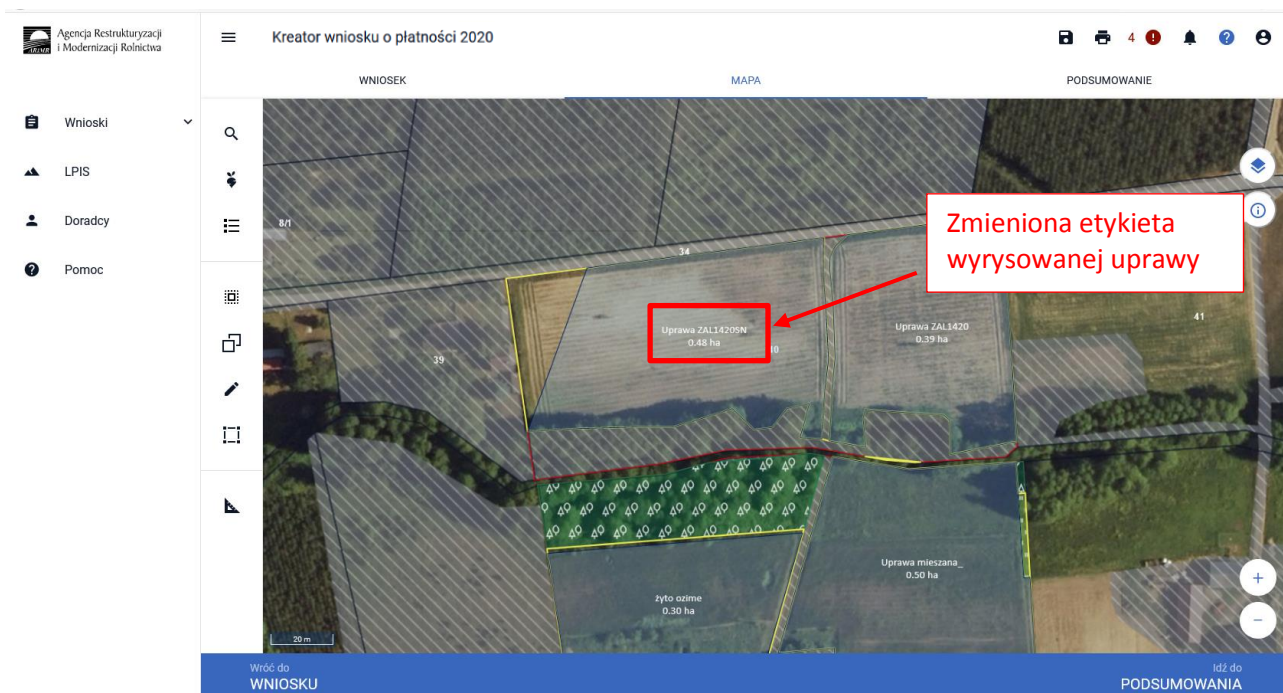 Agencja Restrukturyzacji
i Modernizacji Rolnictwa
ARiMR
Kreator wniosku o płatności 2020
4
WNIOSEK
MAPA
PODSUMOWANIE
Wnioski
LPIS
Doradcy
Pomoc
8/1
34
Zmieniona etykieta
wyrysowanej uprawy
41
Uprawa ZAL1420SN
0.48 ha
Uprawa ZAL1420
0.39 ha
39
Uprawa mieszana_
0.50 ha
żyto ozime
0.30 ha
20 m
Wróć do
WNIOSKU
Idź do
PODSUMOWANIA